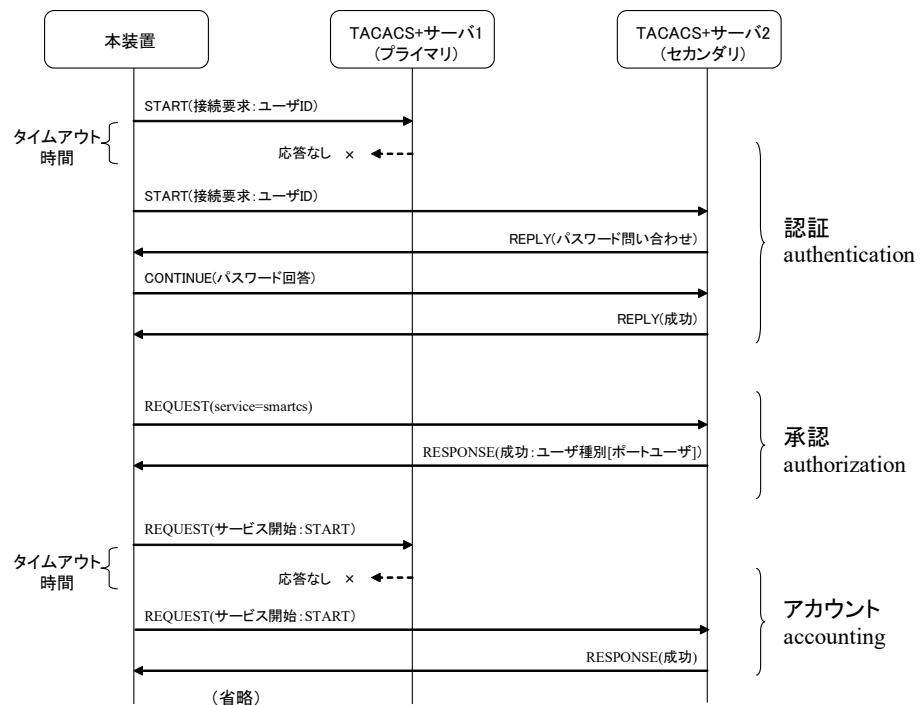 本装置
TACACS+サーバ1
(プライマリ)
TACACS+サーバ2
(セカンダリ)
START(接続要求:ユーザID)
タイムアウト
時間
応答なし ×
START(接続要求:ユーザID)
REPLY(パスワード問い合わせ)
CONTINUE(パスワード回答)
REPLY(成功)
認証
authentication
REQUEST(service=smartcs)
RESPONSE(成功:ユーザ種別[ポートユーザ])
承認
authorization
REQUEST(サービス開始:START)
タイムアウト
時間
応答なし ×
REQUEST(サービス開始:START)
RESPONSE(成功)
アカウント
accounting
(省略)